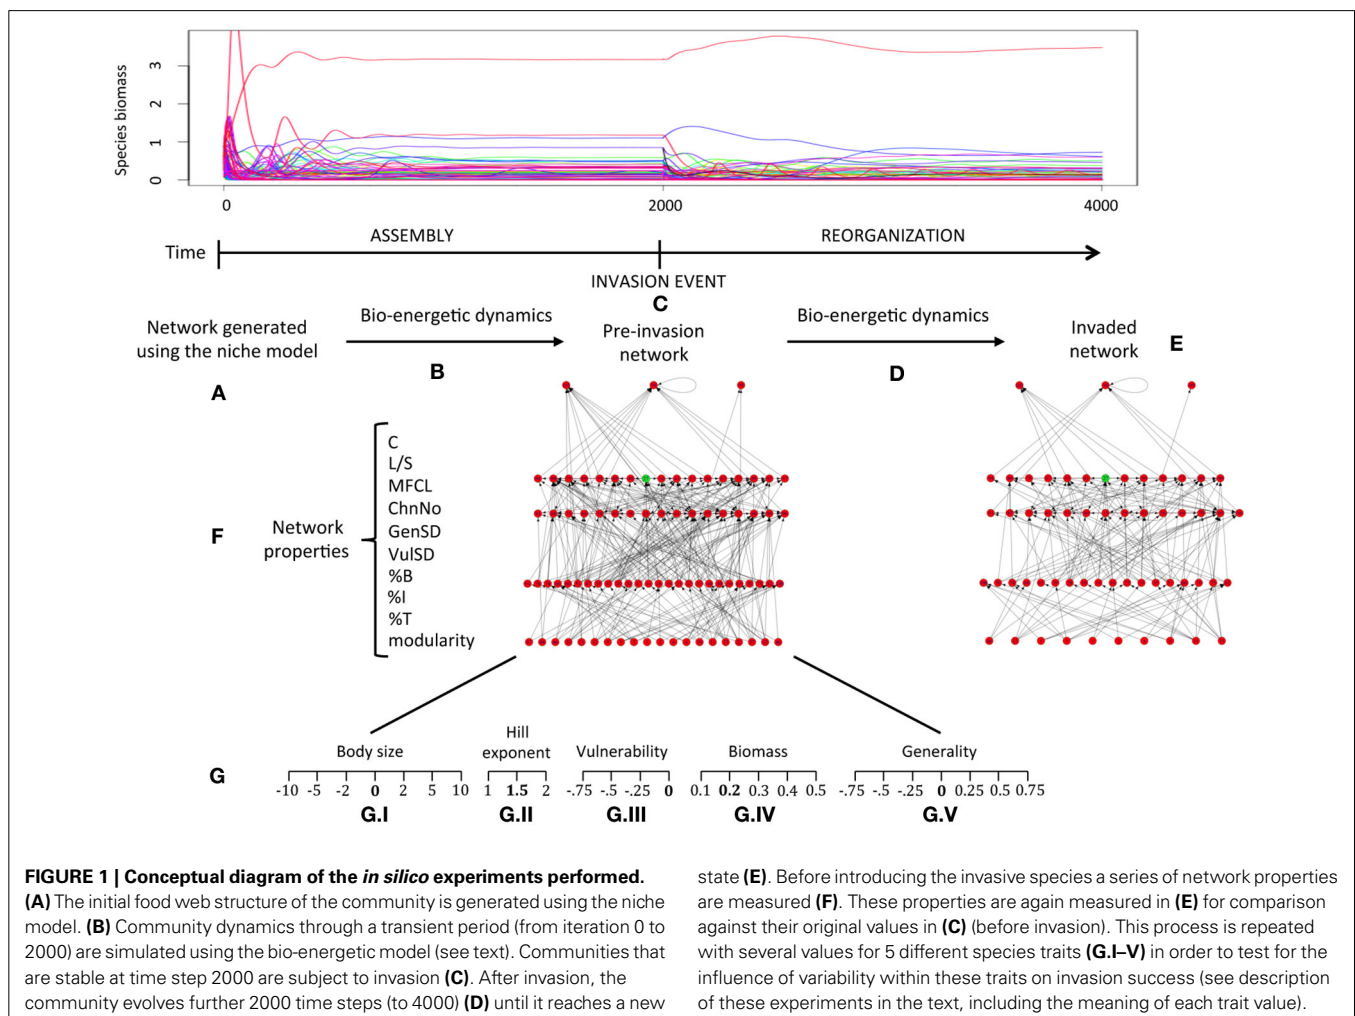 Species biomass
3
2
1
0
0 2000 4000
ASSEMBLY REORGANIZATION
Time
INVASION EVENT
C
Bio-energetic dynamics Bio-energetic dynamics
Network generated
using the niche model
Pre-invasion
network
Invaded
network
E
A
B
D
F
Network
properties
C
L/S
MFCL
ChnNo
GenSD
VulSD
%B
%I
%T
modularity
G
Body size
-10 -5 -2 0 2 5 10
G.I
Hill
exponent
1 1.5 2
G.II
Vulnerability
-.75 -.5 -.25 0
G.III
Biomass
0.1 0.2 0.3 0.4 0.5
G.IV
Generality
-.75 -.5 -.25 0 0.25 0.5 0.75
G.V
FIGURE 1 | Conceptual diagram of the in silico experiments performed.
(A) The initial food web structure of the community is generated using the niche
model. (B) Community dynamics through a transient period (from iteration 0 to
2000) are simulated using the bio-energetic model (see text). Communities that
are stable at time step 2000 are subject to invasion (C). After invasion, the
community evolves further 2000 time steps (to 4000) (D) until it reaches a new
state (E). Before introducing the invasive species a series of network properties
are measured (F). These properties are again measured in (E) for comparison
against their original values in (C) (before invasion). This process is repeated
with several values for 5 different species traits (G.I–V) in order to test for the
influence of variability within these traits on invasion success (see description
of these experiments in the text, including the meaning of each trait value).